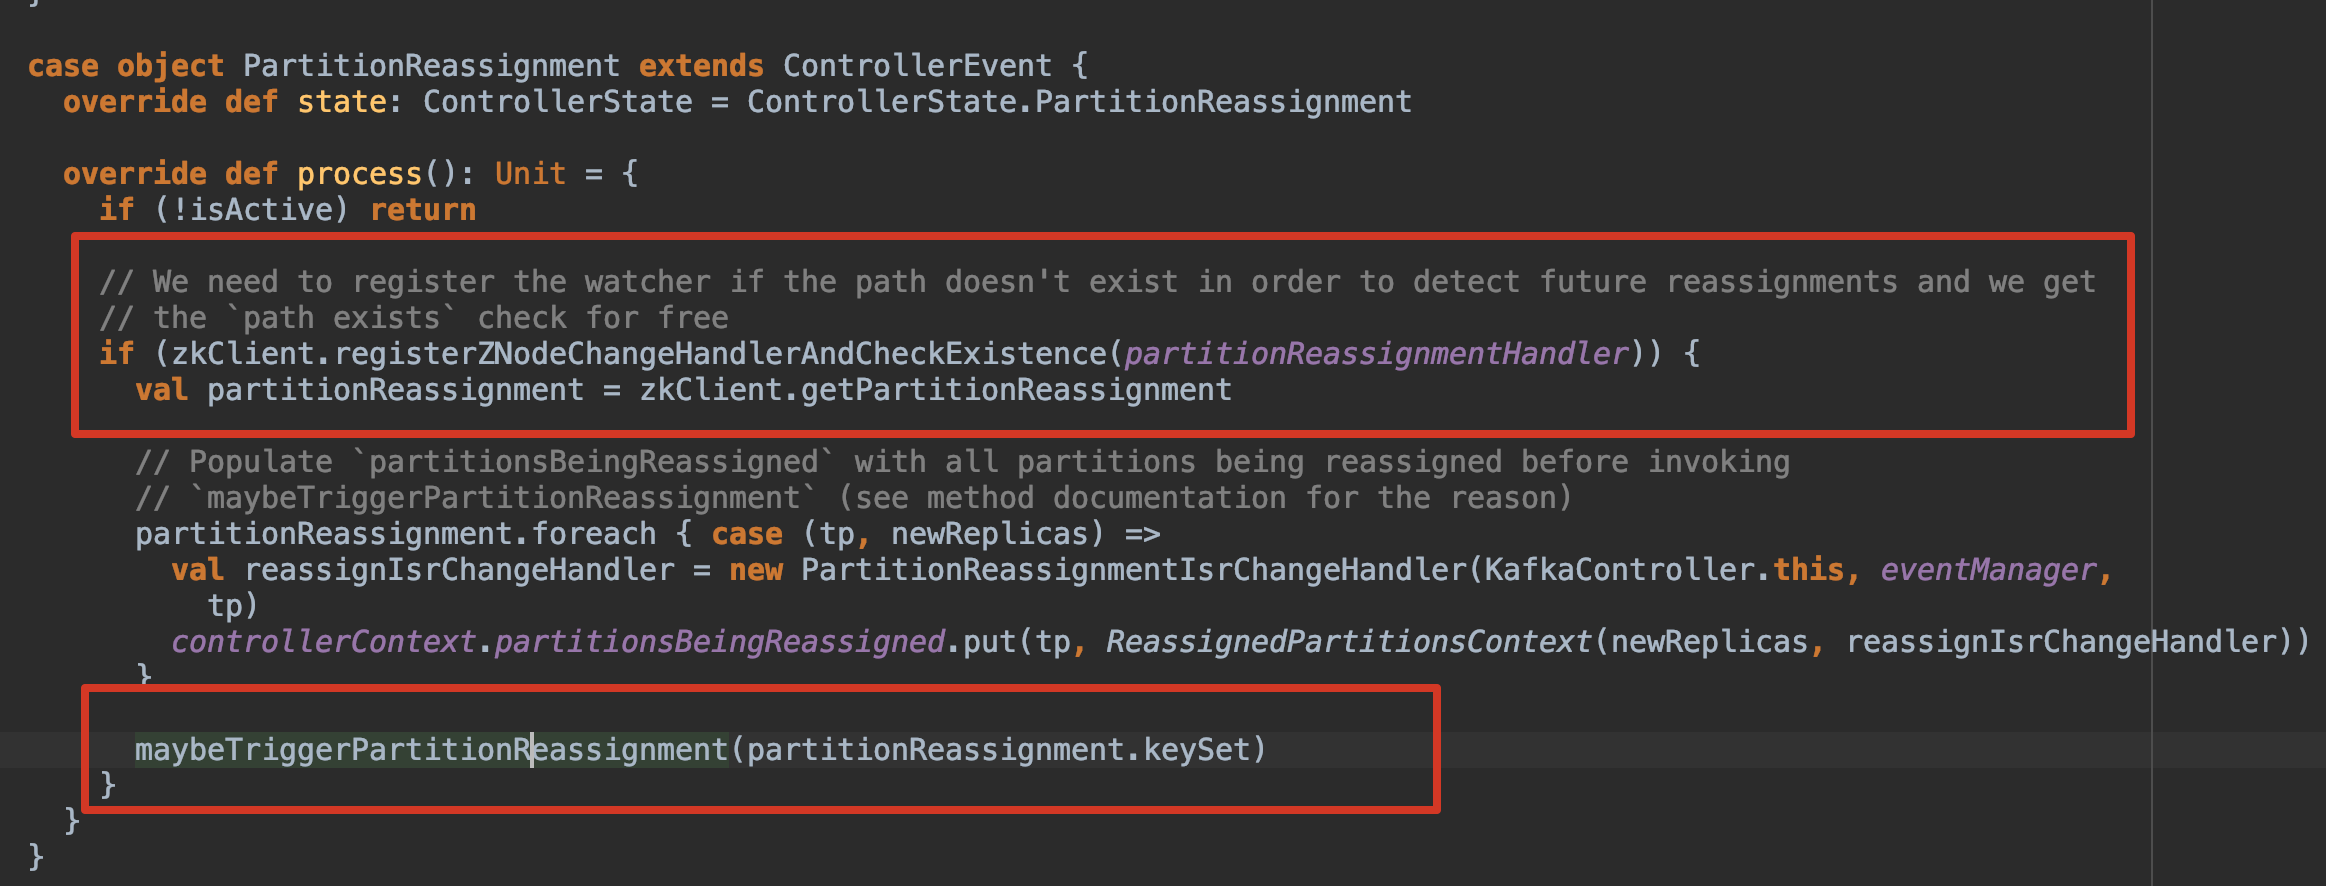 }
case object PartitionReassignment extends ControllerEvent {
override def state: ControllerState = ControllerState.PartitionReassignment
override def process(): Unit = {
if (!isActive) return
// We need to register the watcher if the path doesn't exist in order to detect future reassignments and we get
// the `path exists` check for free
if (zkClient.registerZNodeChangeHandlerAndCheckExistence(partitionReassignmentHandler)) {
val partitionReassignment = zkClient.getPartitionReassignment
// Populate `partitionsBeingReassigned` with all partitions being reassigned before invoking
// `maybeTriggerPartitionReassignment` (see method documentation for the reason)
partitionReassignment.foreach { case (tp, newReplicas) =>
val reassignIsrChangeHandler = new PartitionReassignmentIsrChangeHandler(KafkaController.this, eventManager,
tp)
controllerContext.partitionsBeingReassigned.put(tp, ReassignedPartitionsContext(newReplicas, reassignIsrChangeHandler))
}
maybeTriggerPartitionReassignment(partitionReassignment.keySet)
}
}
}